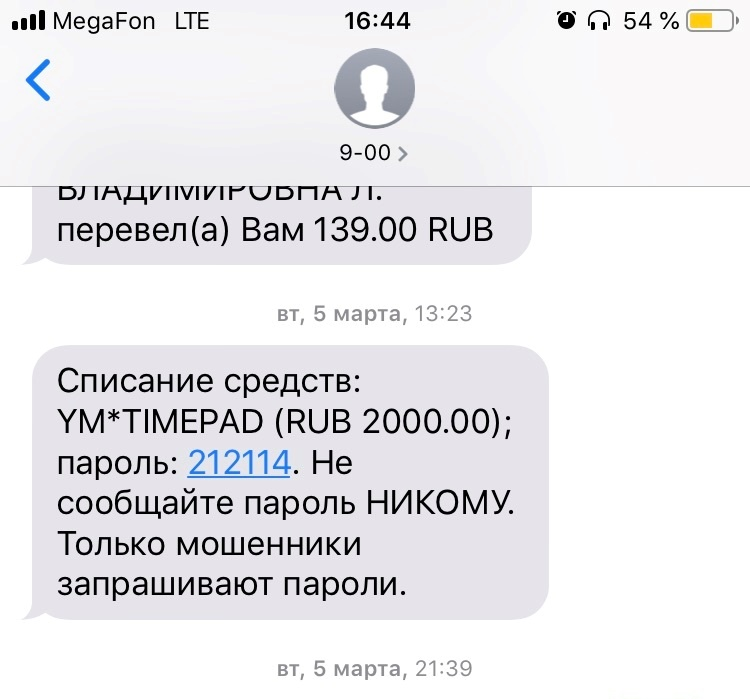 MegaFon LTE 16:44 54 %
9-00 >
ВЛАДИМИРОВНА Л.
перевел(а) Вам 139.00 RUB
вт, 5 марта, 13:23
Списание средств:
YM*TIMEPAD (RUB 2000.00);
пароль: 212114. Не
сообщайте пароль НИКОМУ.
Только мошенники
запрашивают пароли.
вт, 5 марта, 21:39